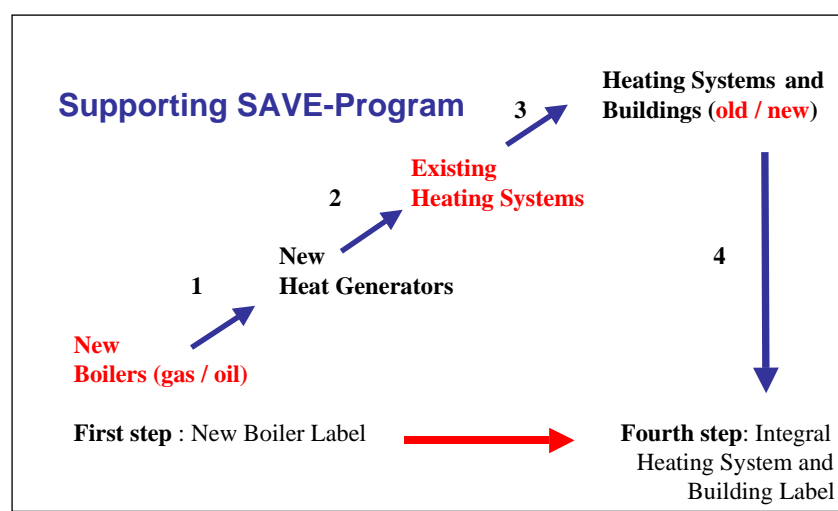 Supporting SAVE-Program
3
Heating Systems and
Buildings (old / new)
Existing
Heating Systems
2
New
Heat Generators
1
4
New
Boilers (gas / oil)
First step : New Boiler Label
Fourth step: Integral
Heating System and
Building Label